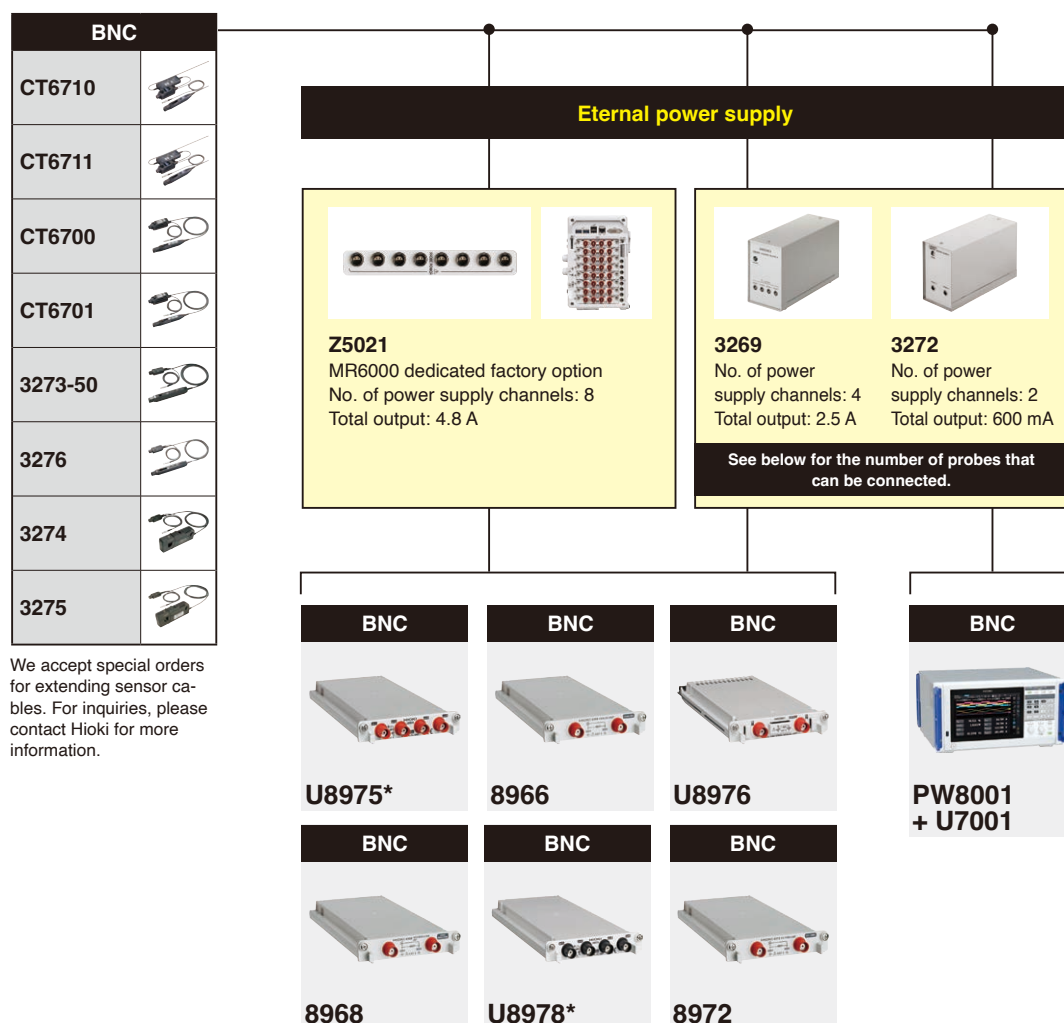 BNC
CT6710
CT6711
CT6700
CT6701
3273-50
3276
3274
3275
We accept special orders
for extending sensor ca-
bles. For inquiries, please
contact Hioki for more
information.
Eternal power supply
Z5021
MR6000 dedicated factory option
No. of power supply channels: 8
Total output: 4.8 A
3269
No. of power
supply channels: 4
Total output: 2.5 A
3272
No. of power
supply channels: 2
Total output: 600 mA
See below for the number of probes that
can be connected.
BNC
U8975*
BNC
8966
BNC
U8976
BNC
PW8001
+ U7001
BNC
8968
BNC
U8978*
BNC
8972